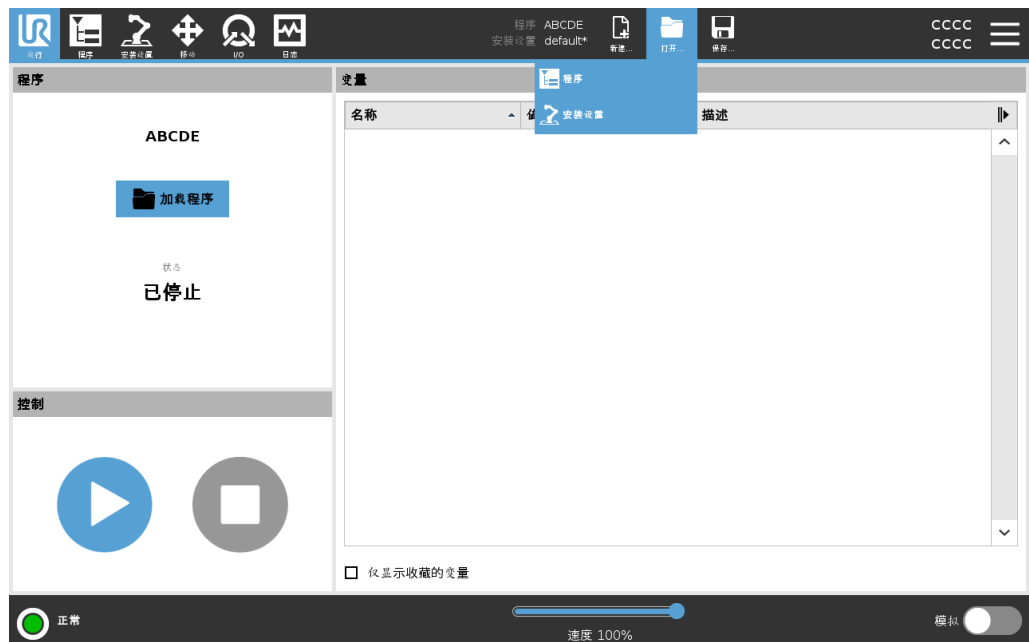 UR
运行
程序
安装设置
移动
I/O
日志
程序 ABCDE
安装设置 default*
新建...
打开...
保存...
CCCC
CCCC
程序
安装设置
程序
ABCDE
加载程序
状态
已停止
控制
变量
名称
描述
仅显示收藏的变量
正常
速度 100%
模拟